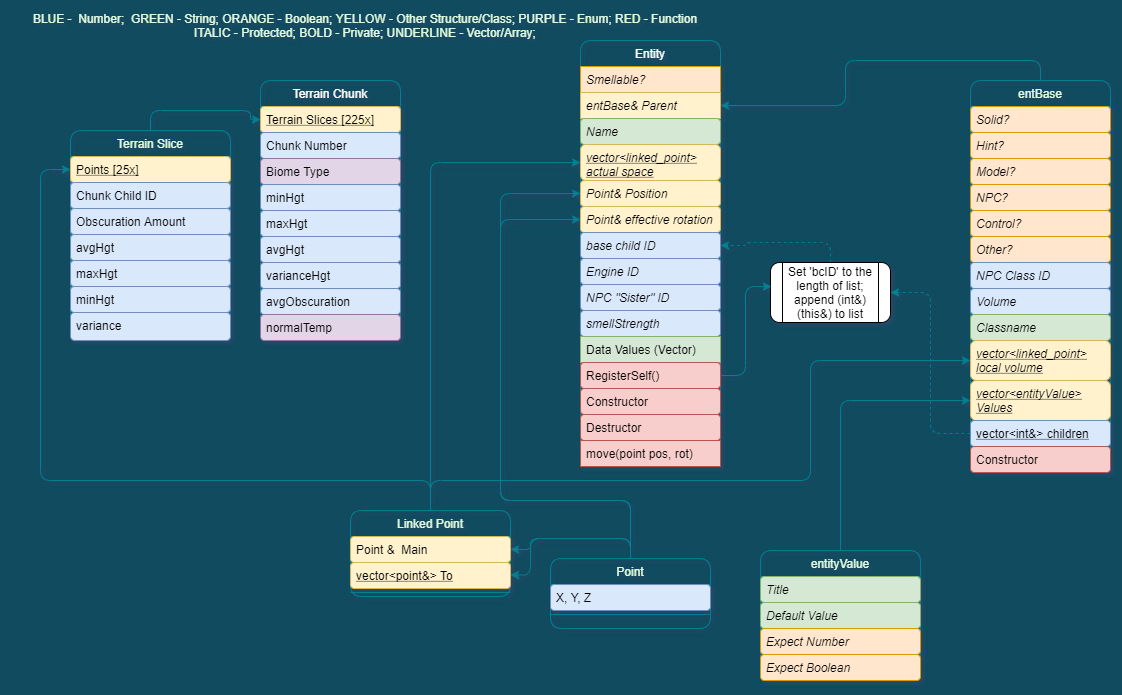 BLUE - Number; GREEN - String; ORANGE - Boolean; YELLOW - Other Structure/Class; PURPLE - Enum; RED - Function
ITALIC - Protected; BOLD - Private; UNDERLINE - Vector/Array;
Terrain Slice
Points [25x]
Chunk Child ID
Obscuration Amount
avgHgt
maxHgt
minHgt
variance
Terrain Chunk
Terrain Slices [225x]
Chunk Number
Biome Type
minHgt
maxHgt
avgHgt
varianceHgt
avgObscuration
normalTemp
Entity
Smellable?
entBase& Parent
Name
vector<linked_point>
actual space
Point& Position
Point& effective rotation
base child ID
Engine ID
NPC "Sister" ID
smellStrength
Data Values (Vector)
RegisterSelf()
Constructor
Destructor
move(point pos, rot)
Set 'bcID' to the
length of list;
append (int&)
(this&) to list
entBase
Solid?
Hint?
Model?
NPC?
Control?
Other?
NPC Class ID
Volume
Classname
vector<linked_point>
local volume
vector<entityValue>
Values
vector<int&> children
Constructor
Linked Point
Point & Main
vector<point&> To
Point
X, Y, Z
entityValue
Title
Default Value
Expect Number
Expect Boolean